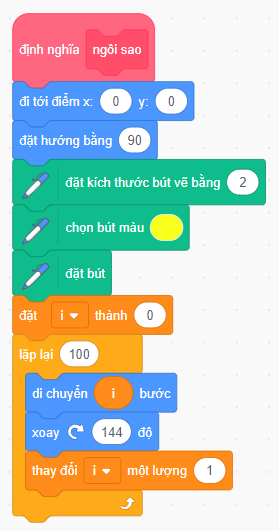 định nghĩa ngôi sao
đi tới điểm x: 0 y: 0
đặt hướng bằng 90
đặt kích thước bút vẽ bằng 2
chọn bút màu
đặt bút
đặt i thành 0
lặp lại 100
di chuyển i bước
xoay 144 độ
thay đổi i một lượng 1